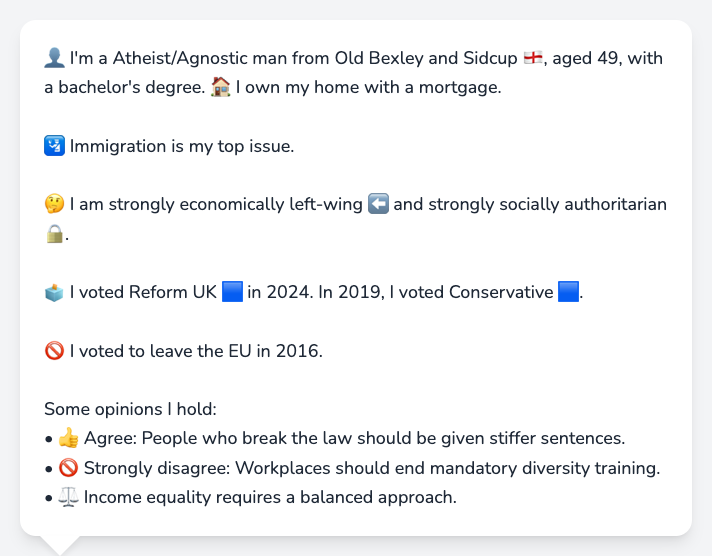 👤 I'm a Atheist/Agnostic man from Old Bexley and Sidcup 🏴󠁧󠁢󠁥󠁮󠁧󠁿, aged 49, with
a bachelor's degree. 🏠 I own my home with a mortgage.
🛂 Immigration is my top issue.
🤔 I am strongly economically left-wing ⬅️ and strongly socially authoritarian
🔒.
🗳️ I voted Reform UK 🟦 in 2024. In 2019, I voted Conservative 🟦.
🚫 I voted to leave the EU in 2016.
Some opinions I hold:
• 👍 Agree: People who break the law should be given stiffer sentences.
• 🚫 Strongly disagree: Workplaces should end mandatory diversity training.
• ⚖️ Income equality requires a balanced approach.